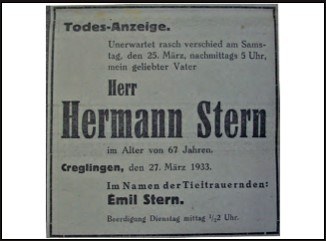 Todes-Anzeige.
Unerwartet rasch verschied am Sams-
tag, den 25. März, nachmittags 5 Uhr,
mein geliebter Vater
Herr
Hermann Stern
im Alter von 67 Jahren.
Creglingen, den 27. März 1933.
Im Namen der Tieftrauernden:
Emil Stern.
Beerdigung Dienstag mittag ½2 Uhr.